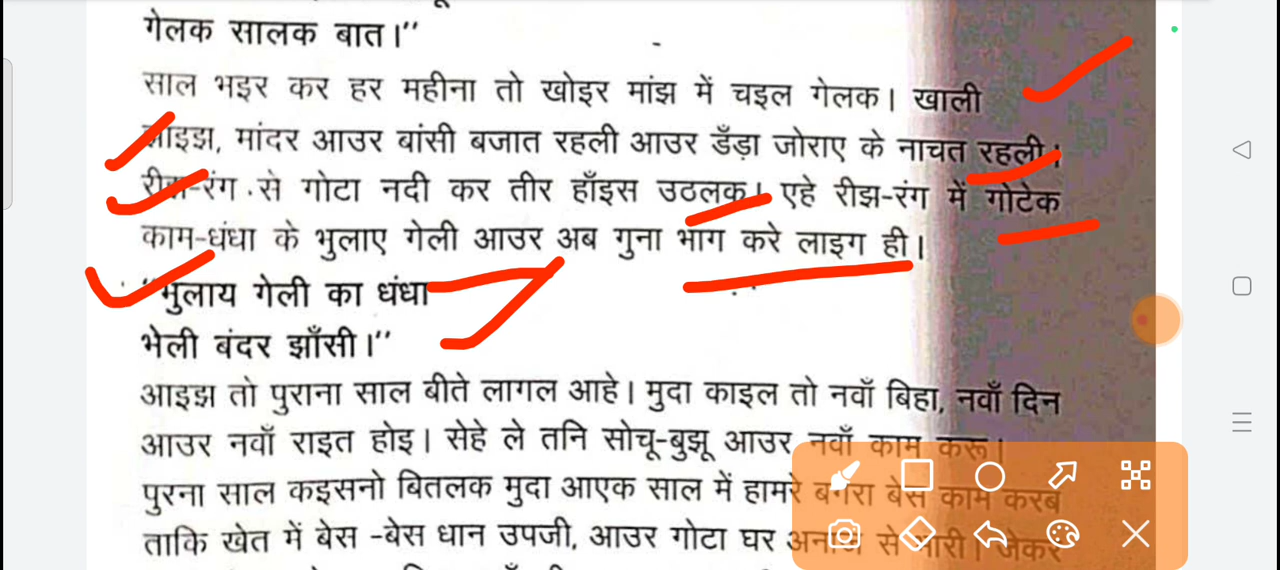 गेलक सालक बात।”
साल भइर कर हर महीना तो खोइर मांझ में चइल गेलक। खाली
मांदर आउर बांसी बजात रहली आउर डँड़ा जोराए के नाचत रहली।
रीझ-रंग से गोटा नदी कर तीर हाँइस उठलक। एहे रीझ-रंग में गोटेक
काम-धंधा के भुलाए गेली आउर अब गुना भाग करे लाइग ही।
“भुलाय गेली का धंधा
भेली बंदर झाँसी।”
आइझ तो पुराना साल बीते लागल आहे। मुदा काइल तो नवाँ बिहा, नवाँ दिन
आउर नवाँ राइत होइ। सेहे ले तनि सोचू-बुझू आउर नवाँ काम करू।
पुरना साल कइसनो बितलक मुदा आएक साल में हामरे बगरा बेस काम करब
ताकि खेत में बेस -बेस धान उपजी, आउर गोटा घर से जेकर